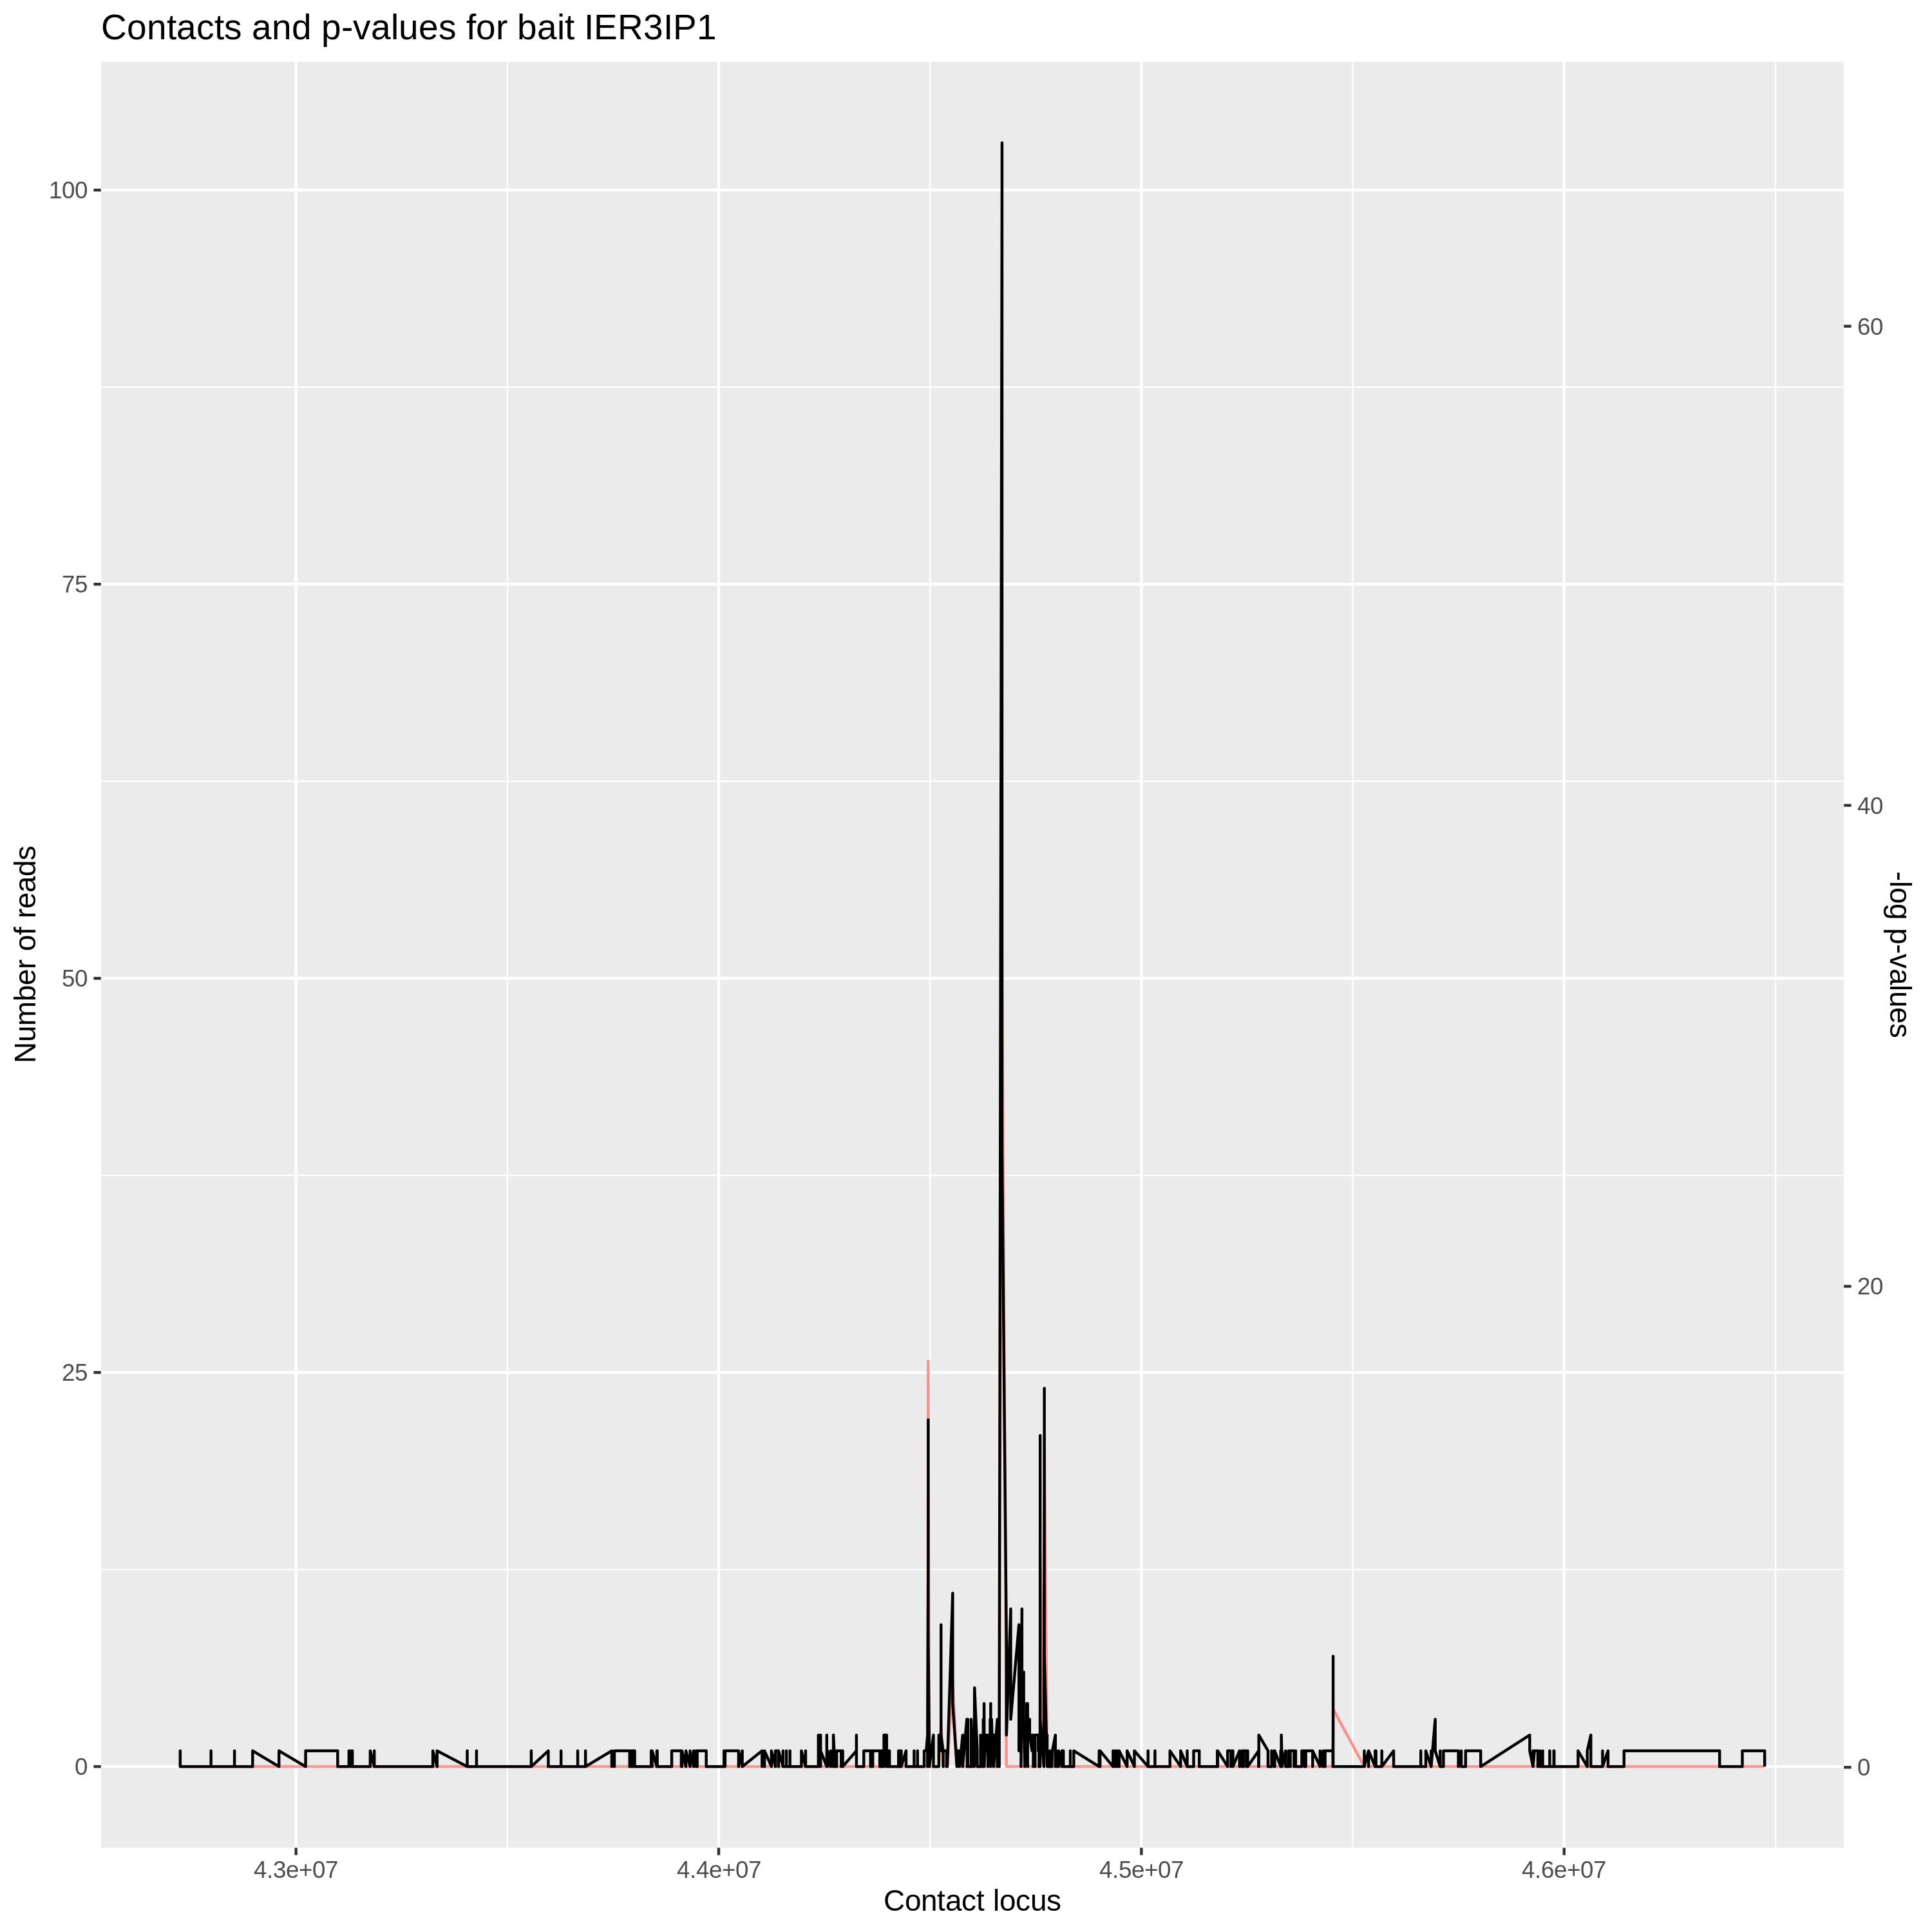 Contacts and p-values for bait IER3IP1
100
75
50
25
0
Number of reads
60
40
20
0
-log p-values
4.3e+07
4.4e+07
4.5e+07
4.6e+07
Contact locus